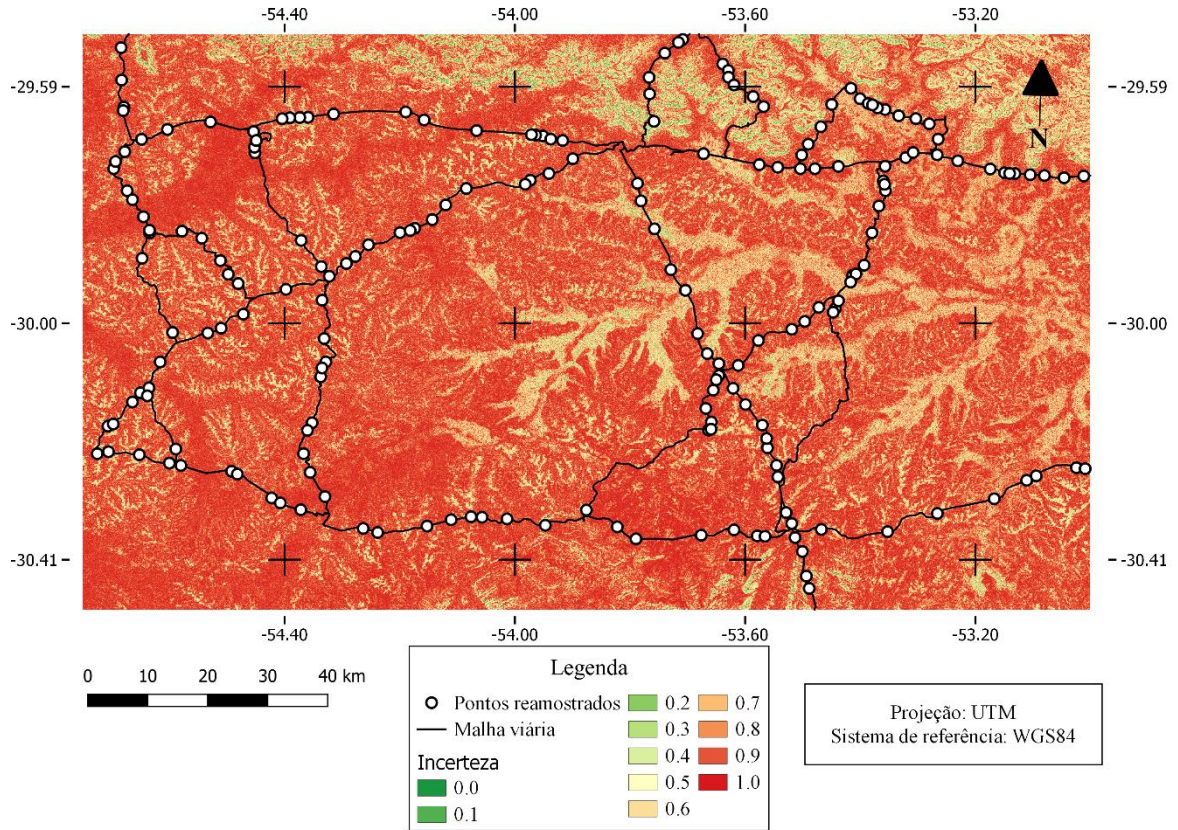 -54.40 -54.00 -53.60 -53.20
-29.59 -29.59
N
-30.00 -30.00
-30.41 -30.41
-54.40 -54.00 -53.60 -53.20
0 10 20 30 40 km
Legenda
Pontos reamostrados
Malha viária
Incerteza
0.0
0.1
0.2
0.3
0.4
0.5
0.6
0.7
0.8
0.9
1.0
Projeção: UTM
Sistema de referência: WGS84